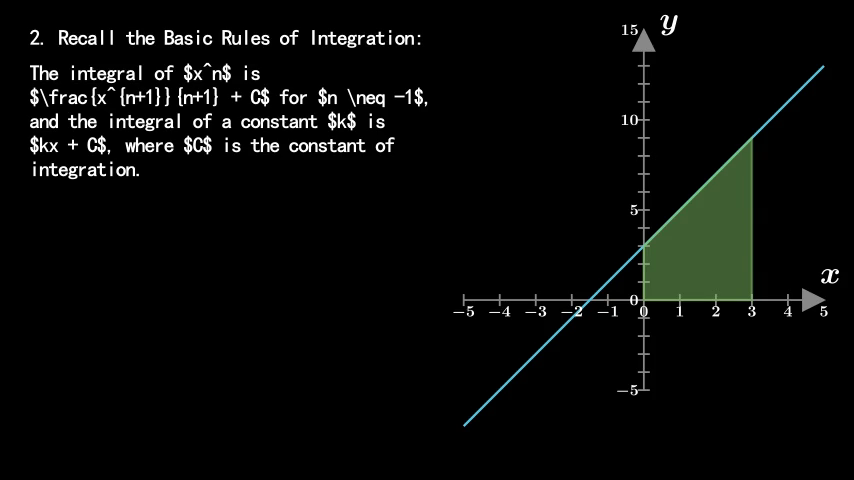 2. Recall the Basic Rules of Integration:
The integral of $x^n$ is
$\frac{x^{n+1}}{n+1} + C$ for $n \neq -1$,
and the integral of a constant $k$ is
$kx + C$, where $C$ is the constant of
integration.
y
15
10
5
0
−5
x
−5 −4 −3 −2 −1 0 1 2 3 4 5